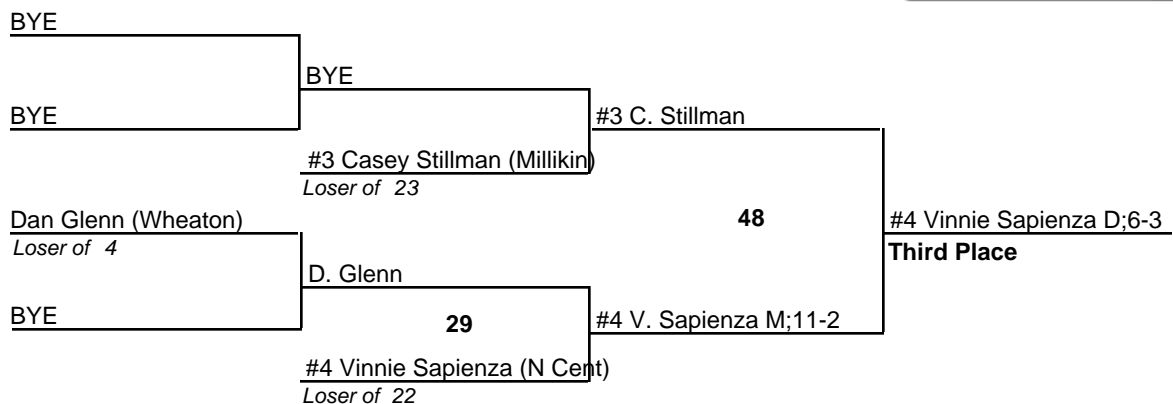 BYE
BYE
BYE
#3 C. Stillman
#3 Casey Stillman (Millikin)
Loser of 23
Dan Glenn (Wheaton)
Loser of 4
48
#4 Vinnie Sapienza D;6-3
Third Place
D. Glenn
BYE
29
#4 V. Sapienza M;11-2
#4 Vinnie Sapienza (N Cent)
Loser of 22